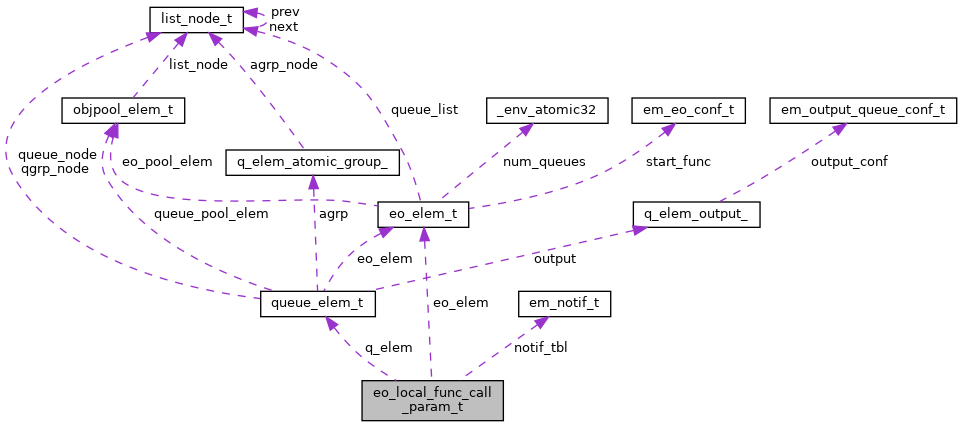 list_node_t
prev
next
list_node
agrp_node
objpool_elem_t
queue_list
_env_atomic32
em_eo_conf_t
em_output_queue_conf_t
queue_node
qgrp_node
eo_pool_elem
q_elem_atomic_group_
num_queues
start_func
output_conf
queue_pool_elem
agrp
eo_elem_t
q_elem_output_
eo_elem
output
queue_elem_t
eo_elem
em_notif_t
q_elem
notif_tbl
eo_local_func_call
_param_t